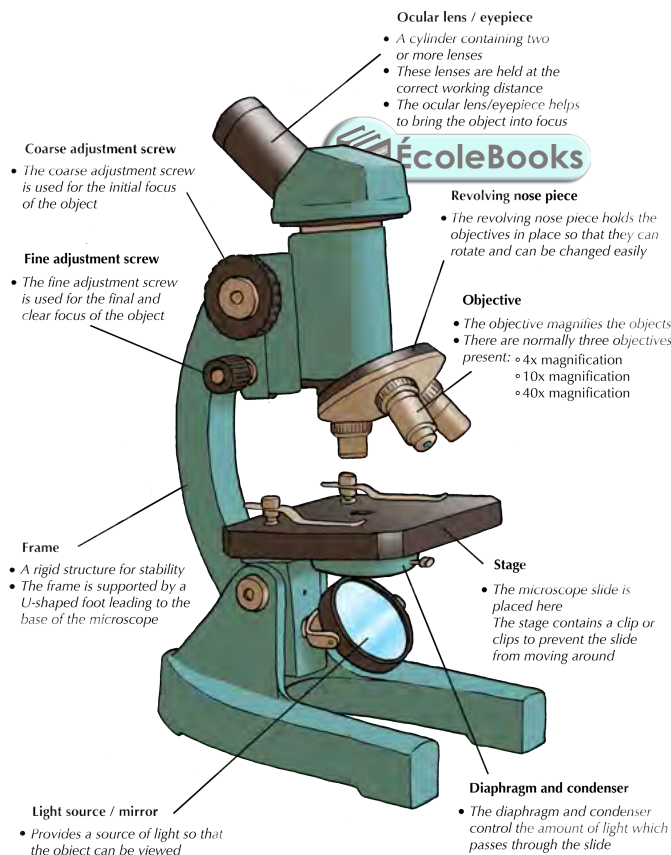 Ocular lens / eyepiece
• A cylinder containing two
or more lenses
• These lenses are held at the
correct working distance
• The ocular lens/eyepiece helps
to bring the object into focus
ÉcoleBooks
Coarse adjustment screw
• The coarse adjustment screw
is used for the initial focus
of the object
Revolving nose piece
• The revolving nose piece holds the
objectives in place so that they can
rotate and can be changed easily
Fine adjustment screw
• The fine adjustment screw
is used for the final and
clear focus of the object
Objective
• The objective magnifies the objects
• There are normally three objectives
present: ∘ 4x magnification
∘ 10x magnification
∘ 40x magnification
Frame
• A rigid structure for stability
• The frame is supported by a
U-shaped foot leading to the
base of the microscope
Stage
• The microscope slide is
placed here
The stage contains a clip or
clips to prevent the slide
from moving around
Light source / mirror
• Provides a source of light so that
the object can be viewed
Diaphragm and condenser
• The diaphragm and condenser
control the amount of light which
passes through the slide